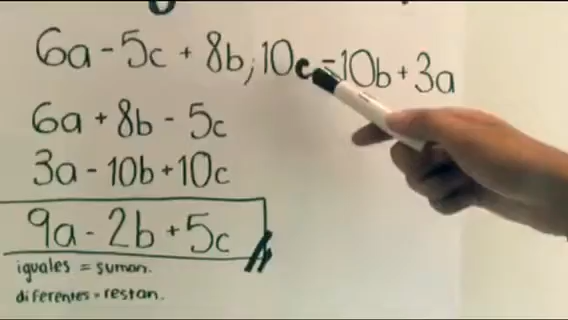 6a - 5c + 8b; 10c - 10b + 3a
6a + 8b - 5c
3a - 10b + 10c
9a - 2b + 5c
iguales = suman.
diferentes = restan.